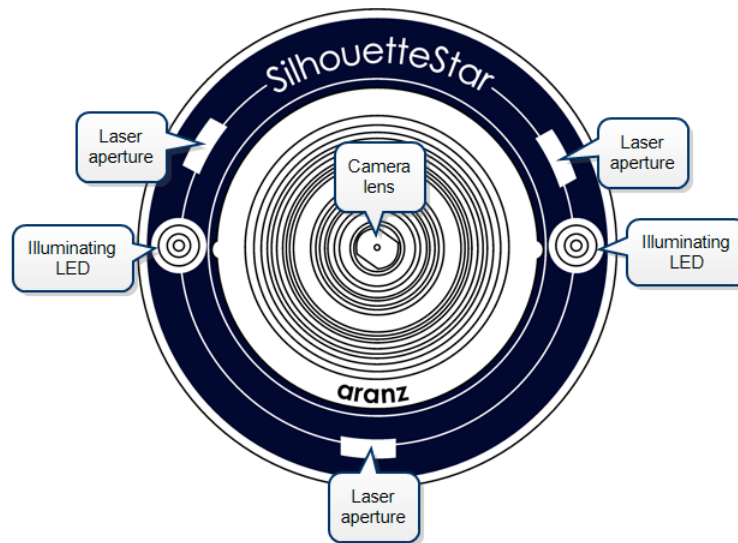 SilhouetteStar
Laser
aperture
Laser
aperture
Camera
lens
Illuminating
LED
Illuminating
LED
aranz
Laser
aperture